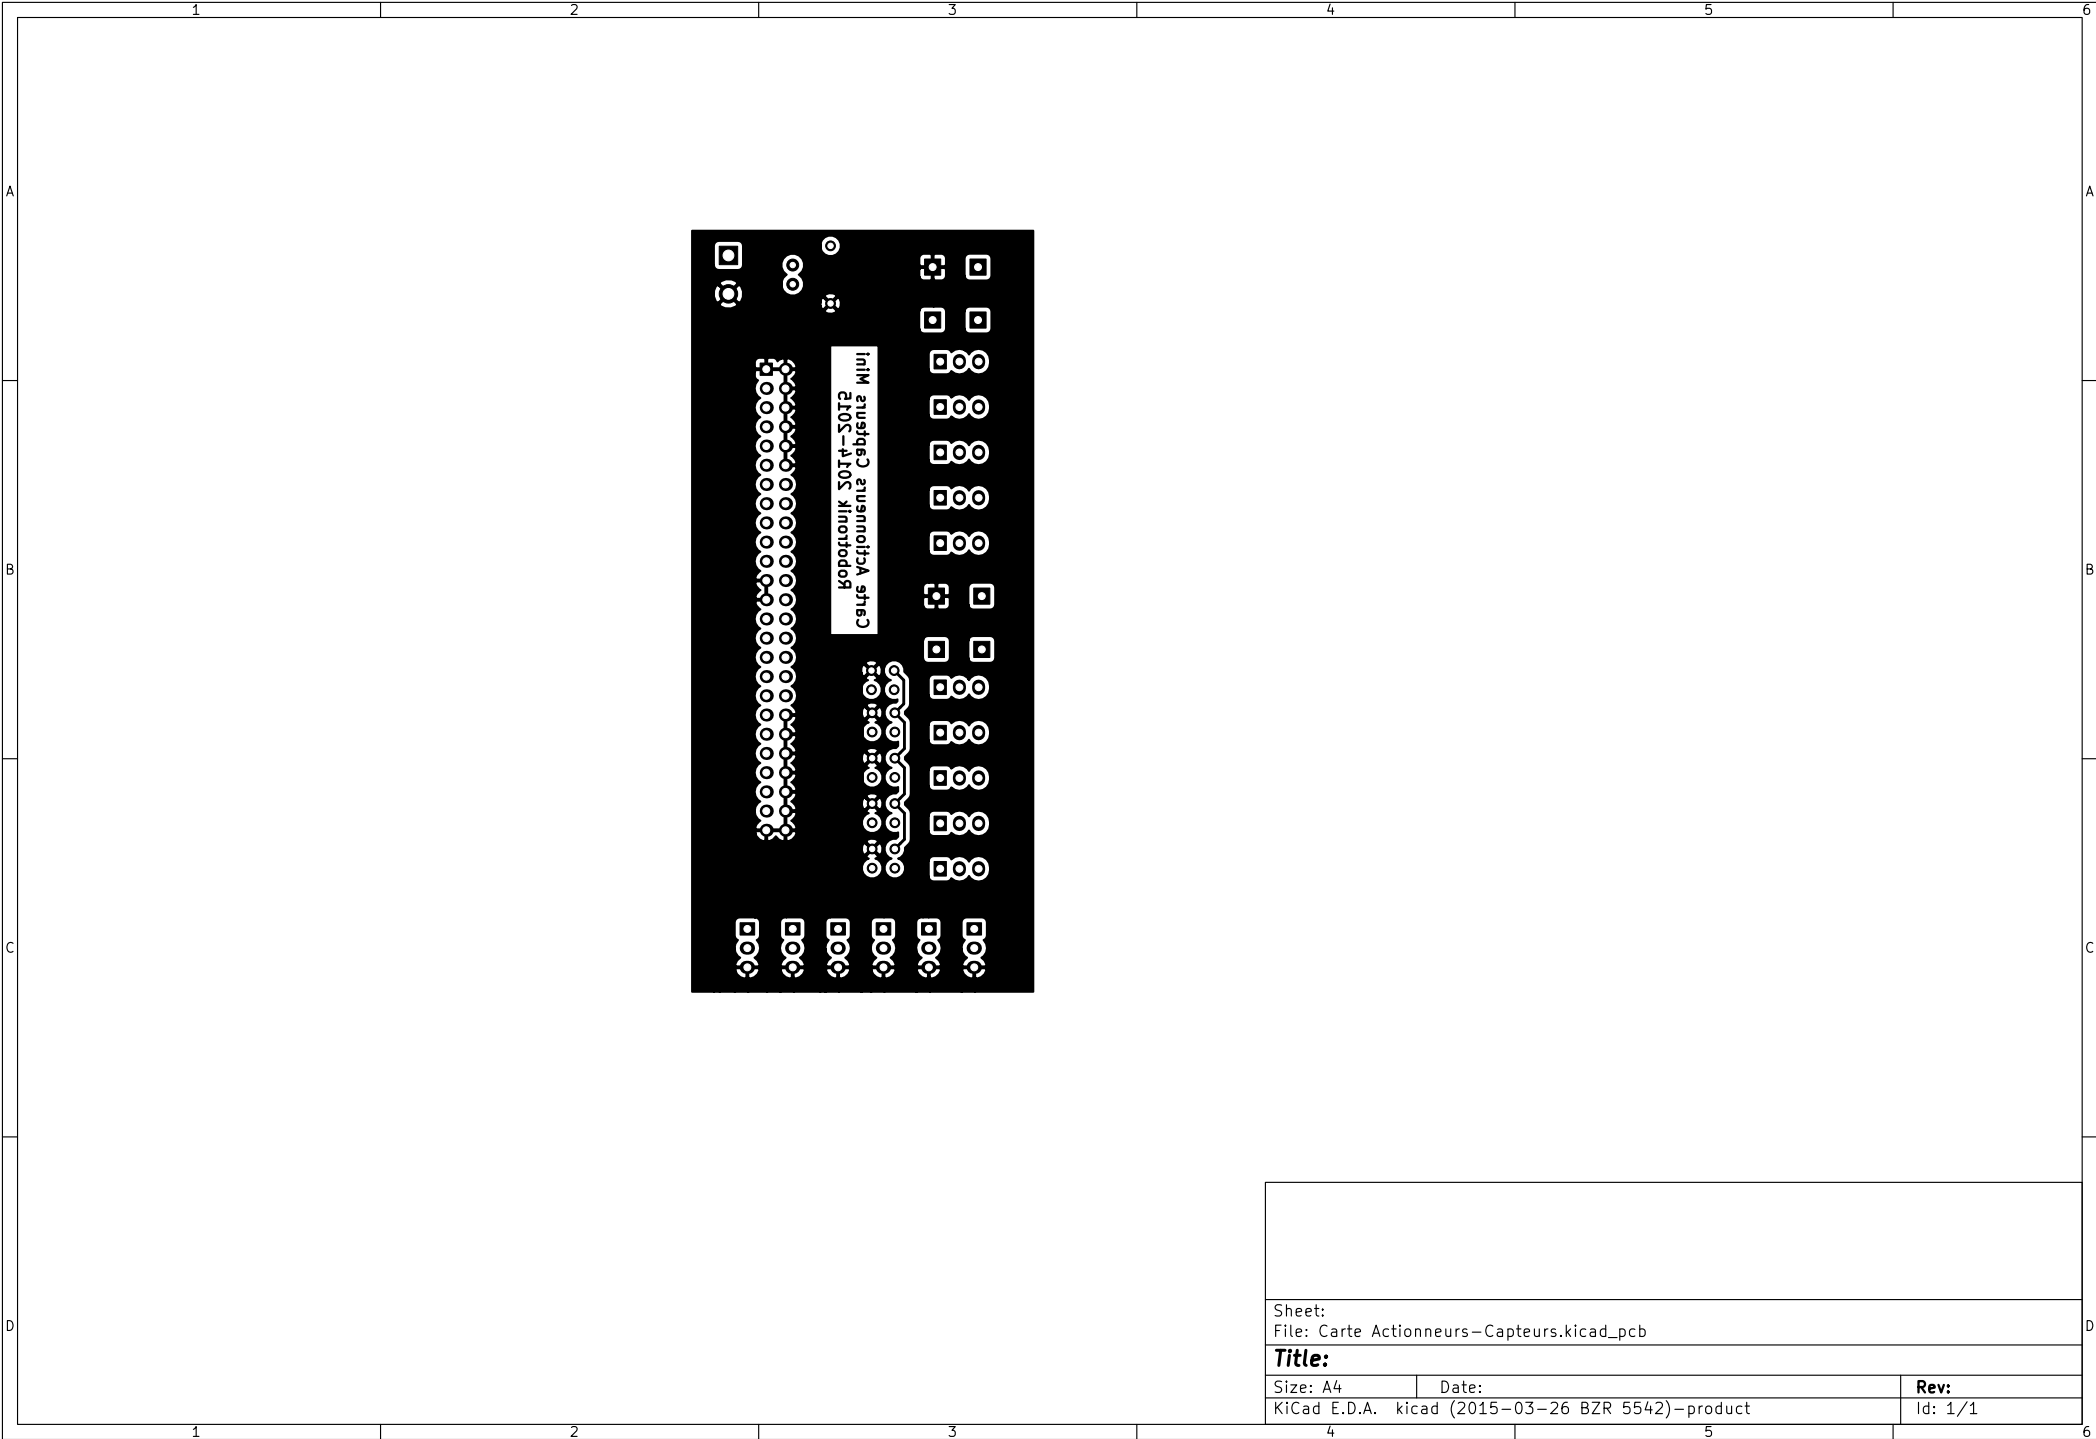 1 2 3 4 5 6
A A
Carte Actionneurs Capteurs Mini
Robotronik 2014-2015
B B
C C
D D
Sheet:
File: Carte Actionneurs-Capteurs.kicad_pcb
Title:
Size: A4 Date: Rev:
KiCad E.D.A. kicad (2015-03-26 BZR 5542)-product Id: 1/1
1 2 3 4 5 6